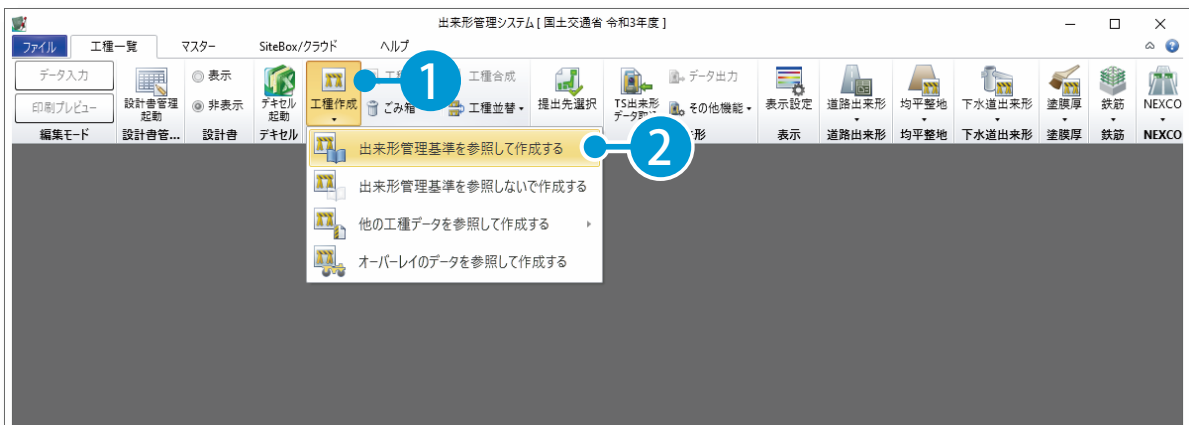 出来形管理システム [ 国土交通省 令和3年度 ]
ファイル 工種一覧 マスター SiteBox/クラウド ヘルプ
データ入力
印刷プレビュー
編集モード
設計書管理
起動
設計書管...
表示
非表示
設計書
デキセル
起動
デキセル
工種作成
1
ごみ箱
工種合成
工種並替
提出先選択
TS出来形
データ出力
その他機能
形
表示設定
表示
道路出来形
道路出来形
均平整地
均平整地
下水道出来形
下水道出来形
塗膜厚
塗膜厚
鉄筋
鉄筋
NEXCO
NEXCO
出来形管理基準を参照して作成する
2
出来形管理基準を参照しないで作成する
他の工種データを参照して作成する
オーバーレイのデータを参照して作成する